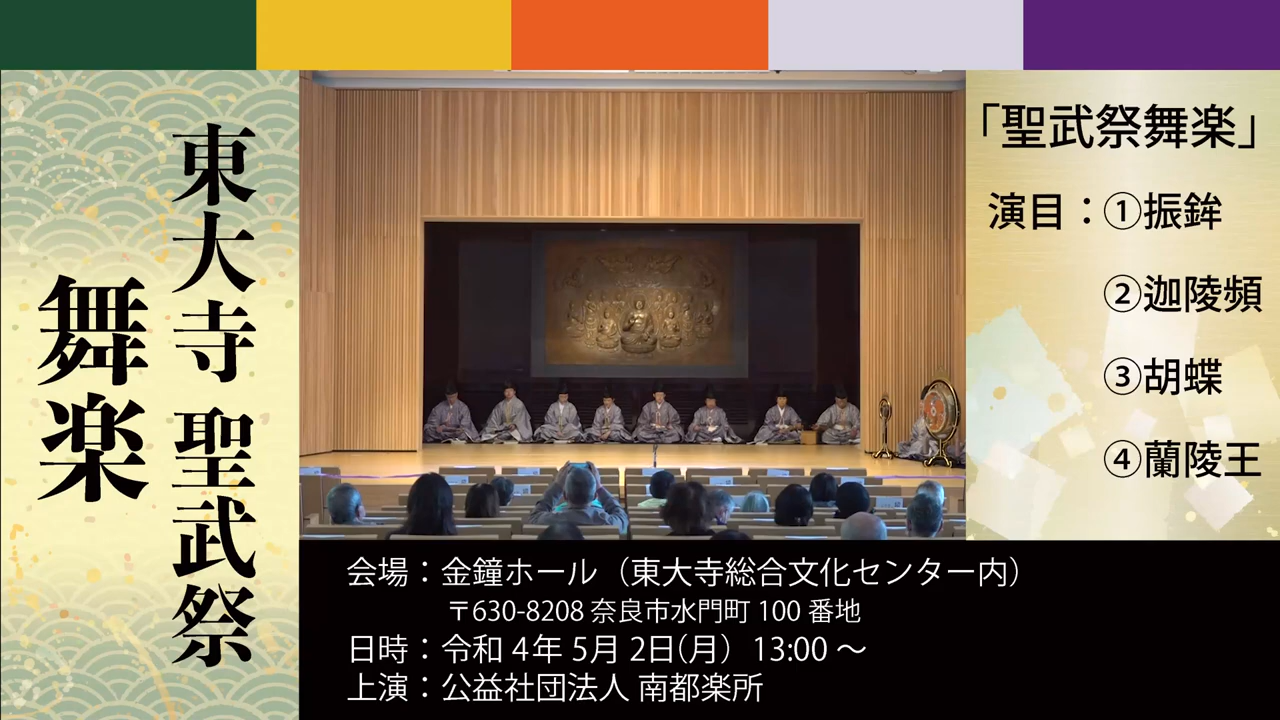 東大寺 聖武祭
舞楽
「聖武祭舞楽」
演目：①振鉾
②迦陵頻
③胡蝶
④蘭陵王
会場：金鐘ホール（東大寺総合文化センター内）
〒630-8208 奈良市水門町 100 番地
日時：令和 4年 5月 2日(月）13:00 ～
上演：公益社団法人 南都楽所